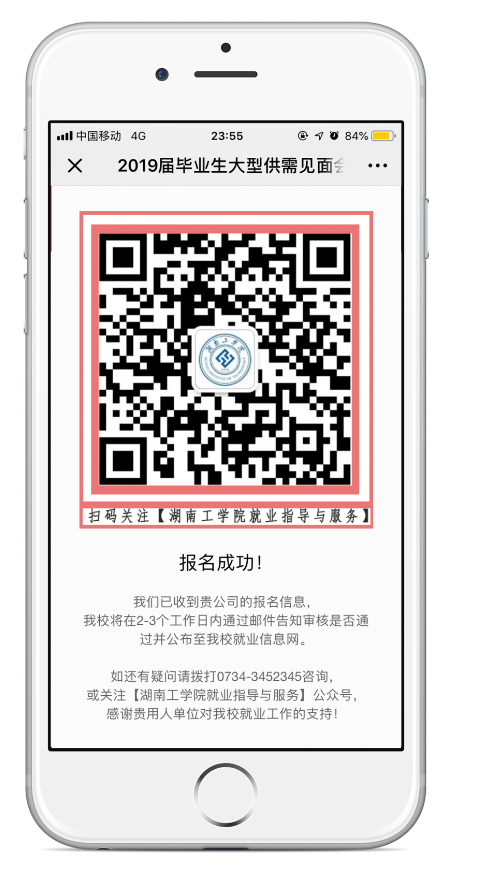 中国移动 4G 23:55 84%
2019届毕业生大型供需见面会
湖南工学院
扫码关注【湖南工学院就业指导与服务】
报名成功！
我们已收到贵公司的报名信息，
我校将在2-3个工作日内通过邮件告知审核是否通
过并公布至我校就业信息网。
如还有疑问请拨打0734-3452345咨询，
或关注【湖南工学院就业指导与服务】公众号，
感谢贵用人单位对我校就业工作的支持！